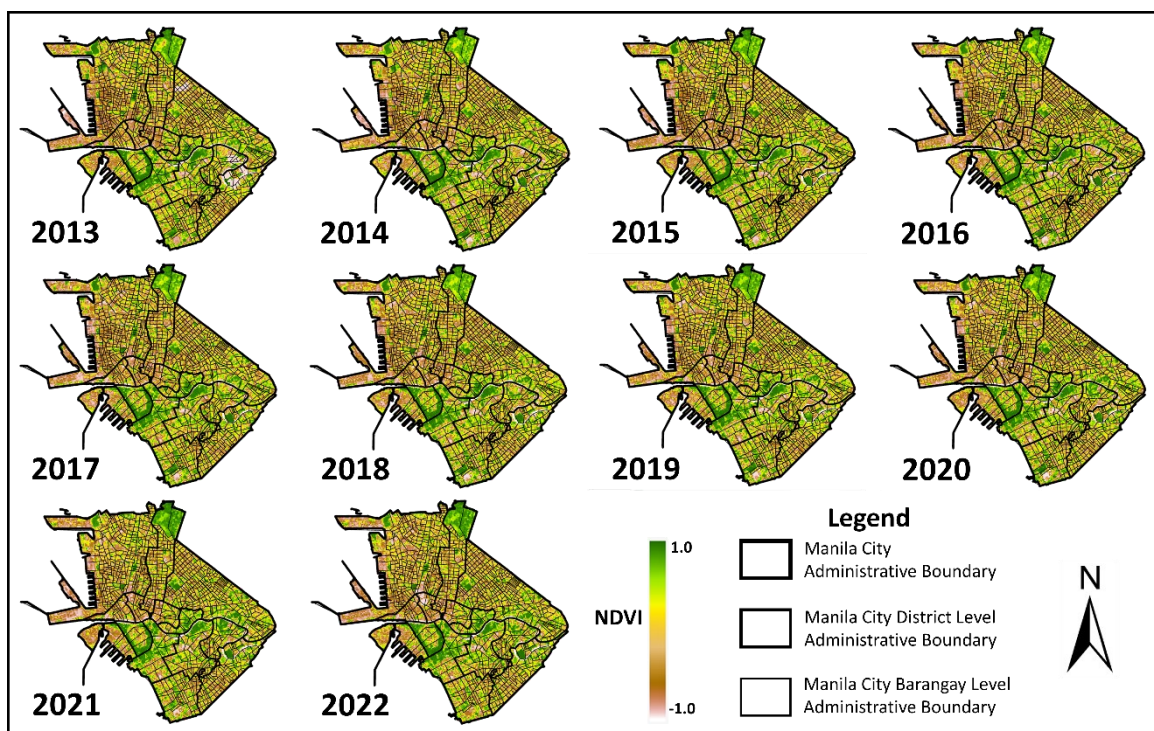 2013
2014
2015
2016
2017
2018
2019
2020
2021
2022
Legend
1.0
NDVI
-1.0
Manila City
Administrative Boundary
Manila City District Level
Administrative Boundary
Manila City Barangay Level
Administrative Boundary
N